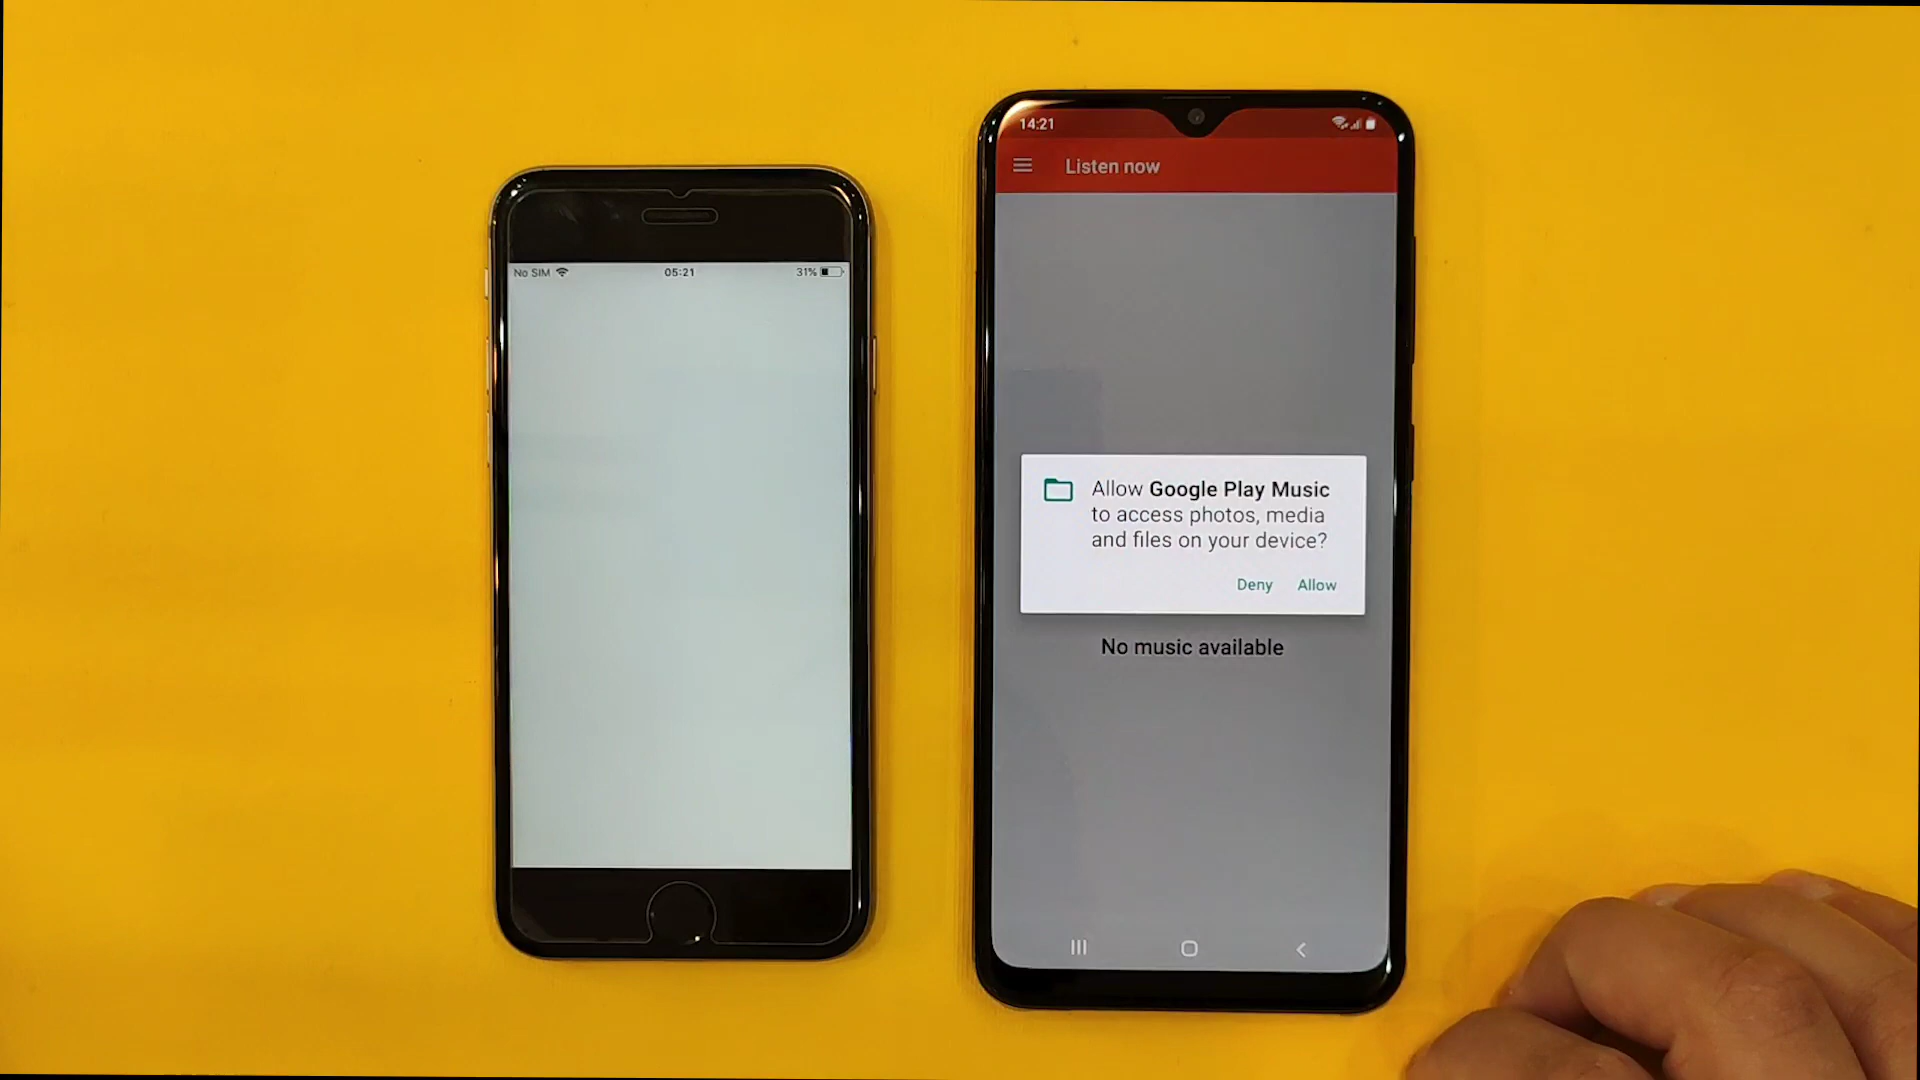 No SIM 05:21 31%
14:21
Listen now
Allow Google Play Music
to access photos, media
and files on your device?
Deny Allow
No music available